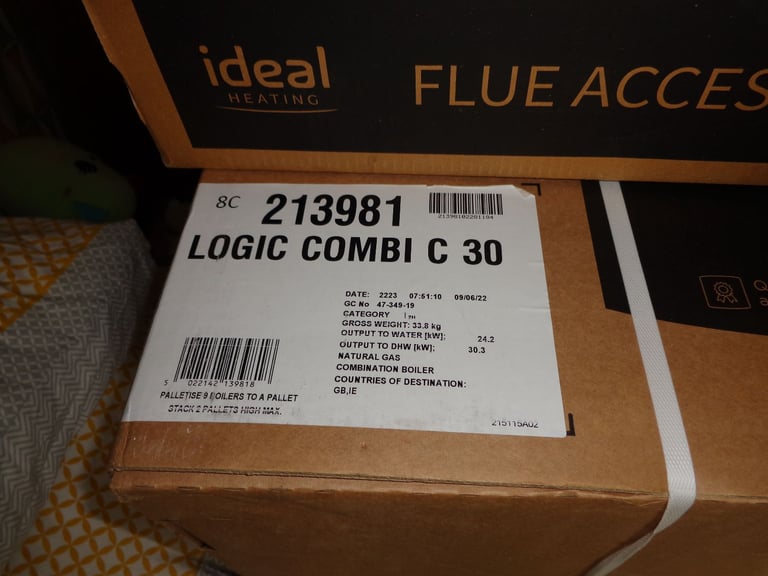 ideal
HEATING
FLUE ACCES
8C 213981
21398102201194
LOGIC COMBI C 30
DATE: 2223 07:51:10 09/06/22
GC No 47-349-19
CATEGORY I 2H
GROSS WEIGHT: 33.8 kg
OUTPUT TO WATER [kW]: 24.2
OUTPUT TO DHW [kW]: 30.3
NATURAL GAS
COMBINATION BOILER
COUNTRIES OF DESTINATION:
GB,IE
5 022142 139818
PALLETISE 8 BOILERS TO A PALLET
STACK 2 PALLETS HIGH MAX.
215115A02
Q
a